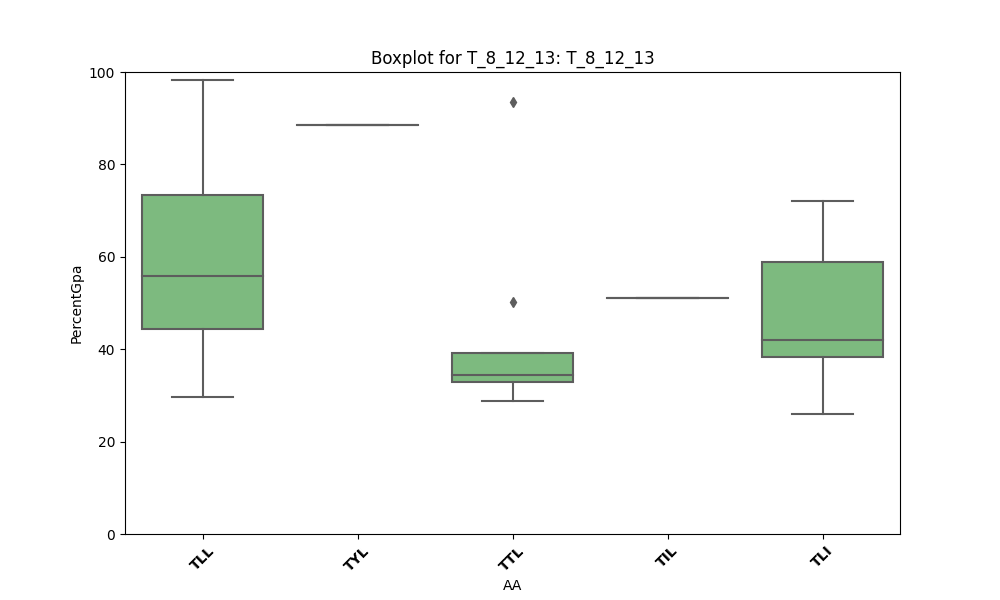 Boxplot for T_8_12_13: T_8_12_13
100
80
60
40
20
0
PercentGpa
TLL
TYL
TTL
TIL
TLI
AA